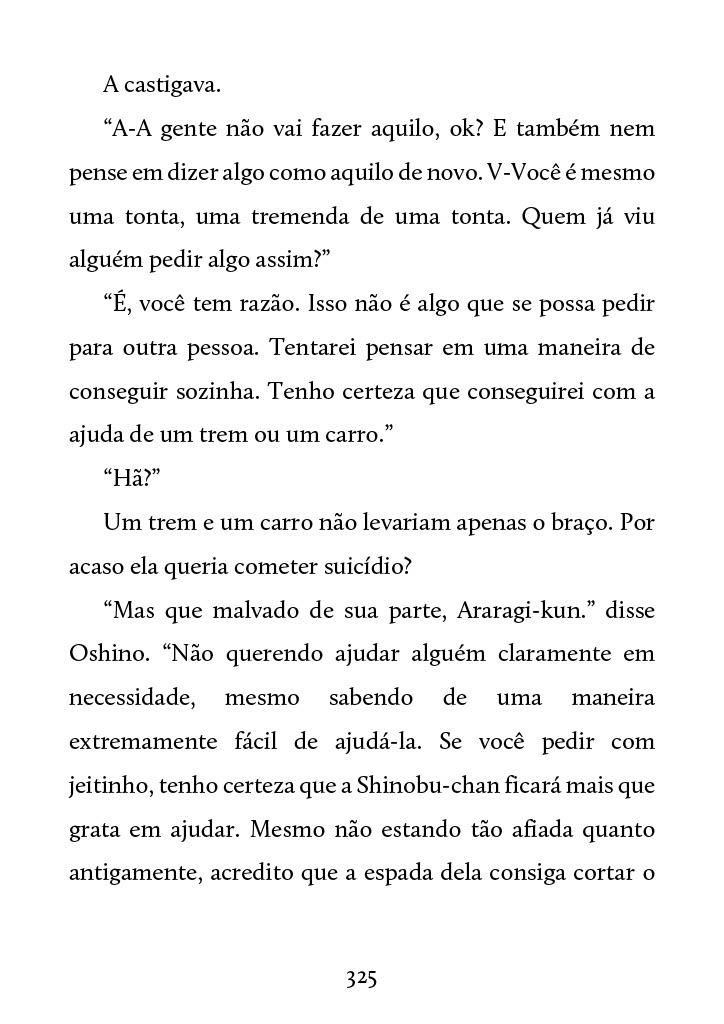 A castigava.
“A-A gente não vai fazer aquilo, ok? E também nem
pense em dizer algo como aquilo de novo. V-Você é mesmo
uma tonta, uma tremenda de uma tonta. Quem já viu
alguém pedir algo assim?”
“É, você tem razão. Isso não é algo que se possa pedir
para outra pessoa. Tentarei pensar em uma maneira de
conseguir sozinha. Tenho certeza que conseguirei com a
ajuda de um trem ou um carro.”
“Hã?”
Um trem e um carro não levariam apenas o braço. Por
acaso ela queria cometer suicídio?
“Mas que malvado de sua parte, Araragi-kun.” disse
Oshino. “Não querendo ajudar alguém claramente em
necessidade, mesmo sabendo de uma maneira
extremamente fácil de ajudá-la. Se você pedir com
jeitinho, tenho certeza que a Shinobu-chan ficará mais que
grata em ajudar. Mesmo não estando tão afiada quanto
antigamente, acredito que a espada dela consiga cortar o
325